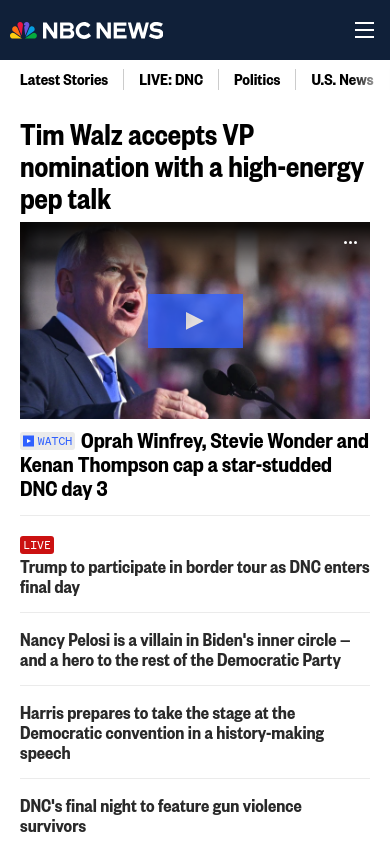 NBC NEWS
Latest Stories
LIVE: DNC
Politics
U.S. News
Tim Walz accepts VP
nomination with a high-energy
pep talk
WATCH Oprah Winfrey, Stevie Wonder and
Kenan Thompson cap a star-studded
DNC day 3
LIVE
Trump to participate in border tour as DNC enters
final day
Nancy Pelosi is a villain in Biden's inner circle —
and a hero to the rest of the Democratic Party
Harris prepares to take the stage at the
Democratic convention in a history-making
speech
DNC's final night to feature gun violence
survivors